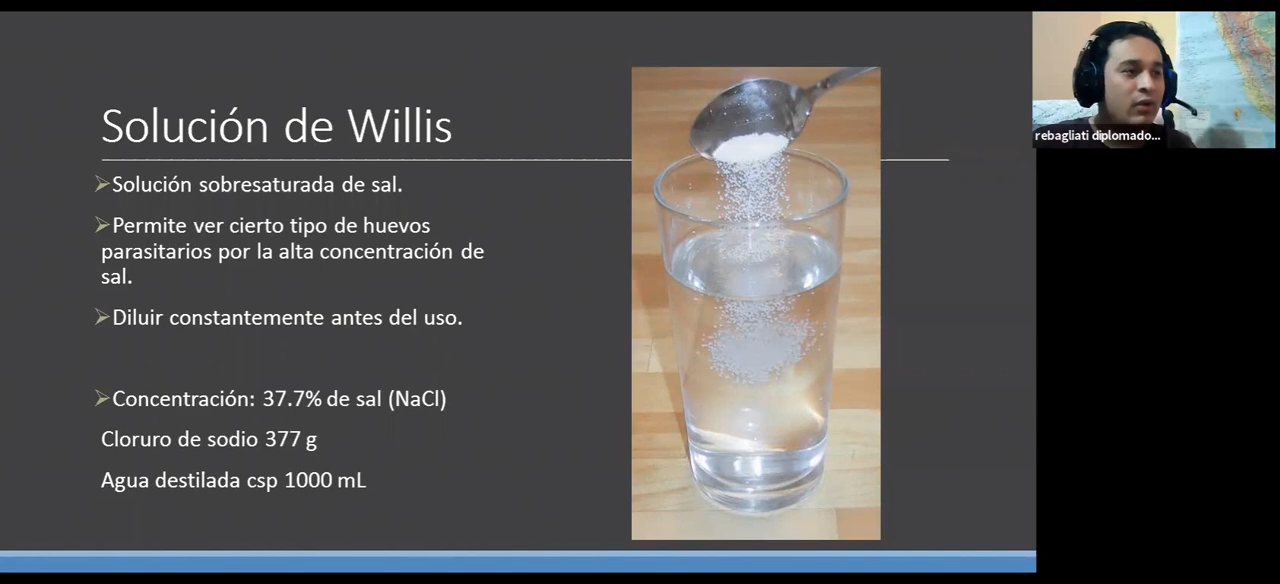 Solución de Willis
➢Solución sobresaturada de sal.
➢Permite ver cierto tipo de huevos
parasitarios por la alta concentración de
sal.
➢Diluir constantemente antes del uso.
➢Concentración: 37.7% de sal (NaCl)
Cloruro de sodio 377 g
Agua destilada csp 1000 mL
rebagliati diplomado...